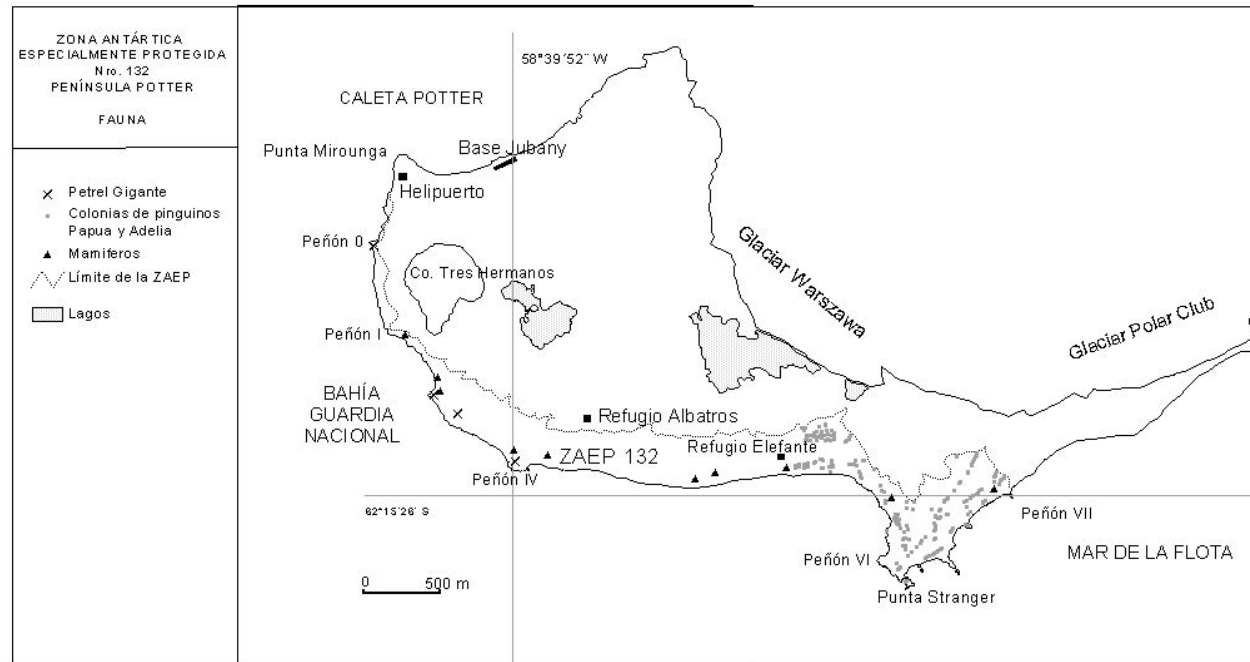 ZONA ANTÁRTICA
ESPECIALMENTE PROTEGIDA
Nro. 132
PENÍNSULA POTTER
FAUNA
Petrel Gigante
Colonias de pinguinos
Papua y Adelia
Mamiferos
Límite de la ZAEP
Lagos
58°39´52¨ W
CALETA POTTER
Punta Mirounga
Base Jubany
Helipuerto
Peñón 0
Co. Tres Hermanos
Glaciar Warszawa
Glaciar Polar Club
Peñón I
BAHÍA
GUARDIA
NACIONAL
Refugio Albatros
Refugio Elefante
ZAEP 132
Peñón IV
62°15´26¨ S
Peñón VII
MAR DE LA FLOTA
Peñón VI
Punta Stranger
0 500 m